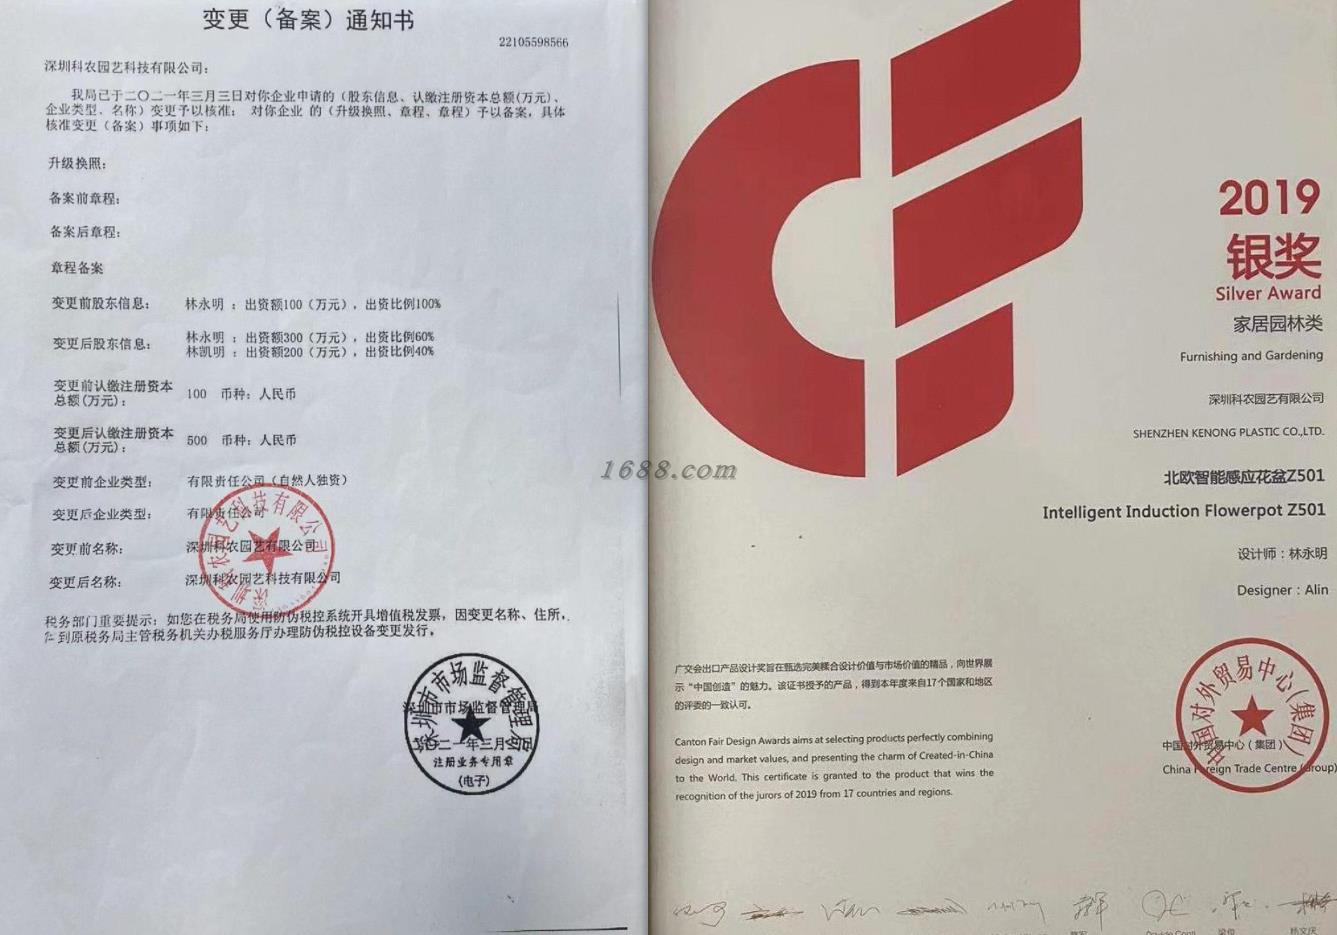 变更（备案）通知书
22105598566
深圳科农园艺科技有限公司：
我局已于二〇二一年三月三日对你企业申请的（股东信息、认缴注册资本总额(万元)、
企业类型、名称）变更予以核准； 对你企业 的（升级换照、章程、章程）予以备案，具体
核准变更（备案）事项如下：
升级换照：
备案前章程：
备案后章程：
章程备案
变更前股东信息： 林永明 ：出资额100（万元），出资比例100%
变更后股东信息： 林永明 ：出资额300（万元），出资比例60%
林凯明 ：出资额200（万元），出资比例40%
变更前认缴注册资本
总额(万元)： 100 币种：人民币
变更后认缴注册资本
总额(万元)： 500 币种：人民币
变更前企业类型： 有限责任公司（自然人独资）
变更后企业类型： 有限责任公司
变更前名称： 深圳科农园艺有限公司
变更后名称： 深圳科农园艺科技有限公司
税务部门重要提示：如您在税务局使用防伪税控系统开具增值税发票，因变更名称、住所，
到原税务局主管税务机关办税服务厅办理防伪税控设备变更发行，
深圳市市场监督管理局
二〇二一年三月
注册业务专用章
(电子)
1688.com
2019
银奖
Silver Award
家居园林类
Furnishing and Gardening
深圳科农园艺有限公司
SHENZHEN KENONG PLASTIC CO.,LTD.
北欧智能感应花盆Z501
Intelligent Induction Flowerpot Z501
设计师：林永明
Designer：Alin
广交会出口产品设计奖旨在甄选完美糅合设计价值与市场价值的精品，向世界展
示“中国创造”的魅力。该证书授予的产品，得到本年度来自17个国家和地区
的评委的一致认可。
Canton Fair Design Awards aims at selecting products perfectly combining
design and market values, and presenting the charm of Created-in-China
to the World. This certificate is granted to the product that wins the
recognition of the jurors of 2019 from 17 countries and regions.
中国对外贸易中心(集团)
中国对外贸易中心（集团）
China Foreign Trade Centre (Group)